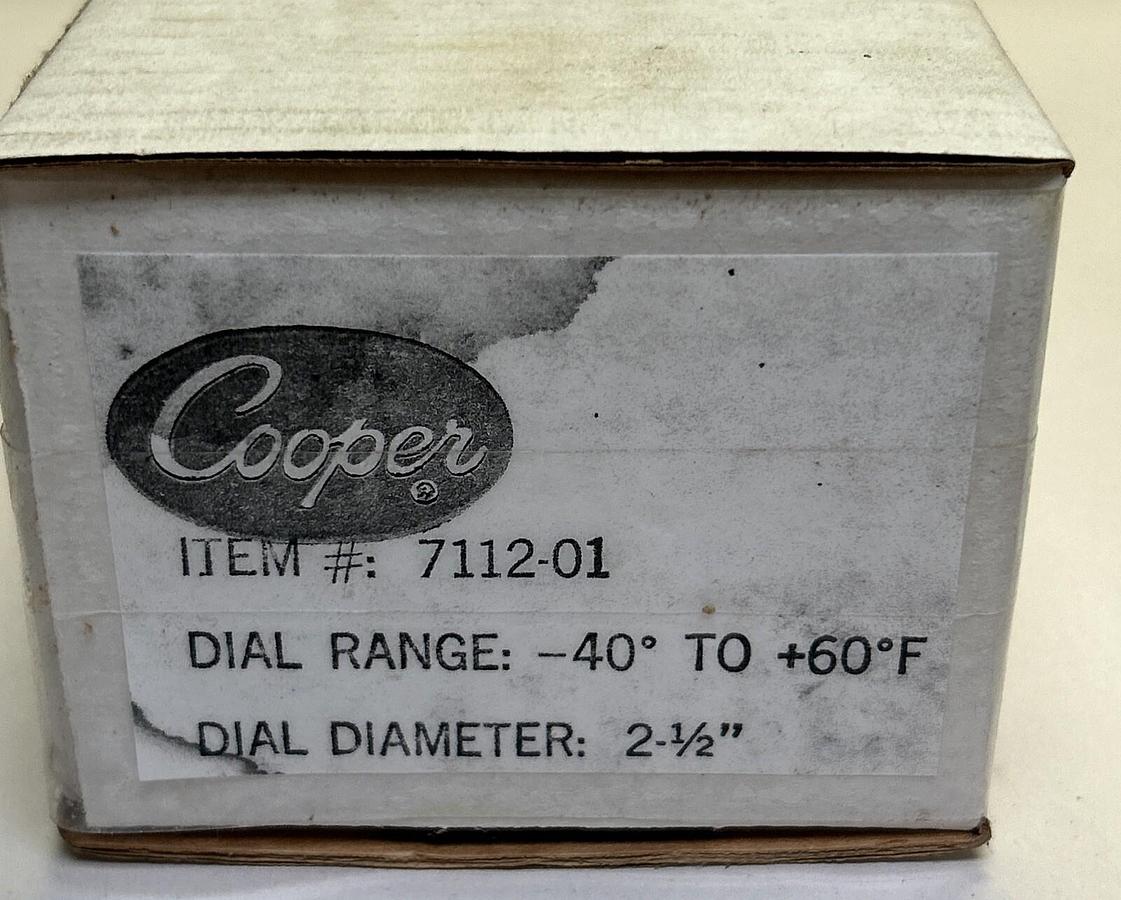 Cooper®
ITEM #: 7112-01
DIAL RANGE: –40° TO +60°F
DIAL DIAMETER: 2-½”